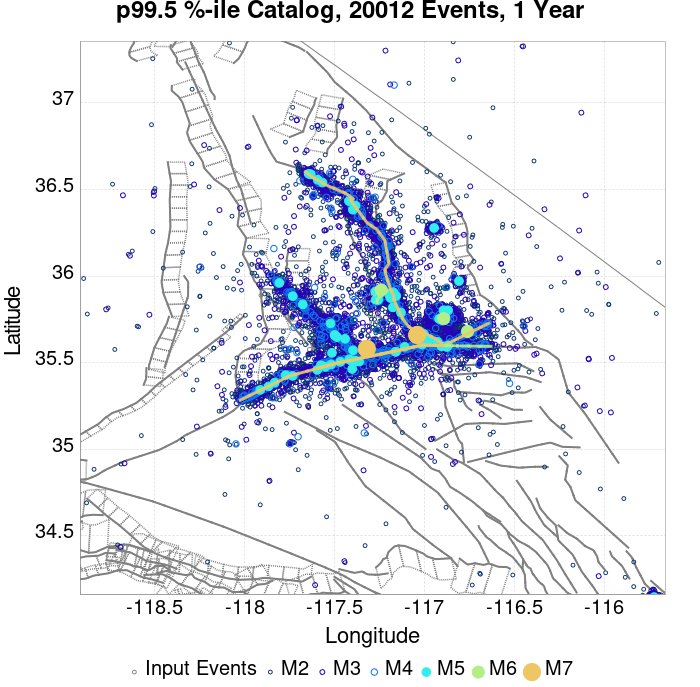 p99.5 %-ile Catalog, 20012 Events, 1 Year
37
36.5
36
35.5
35
34.5
Latitude
-118.5 -118 -117.5 -117 -116.5 -116
Longitude
Input Events M2 M3 M4 M5 M6 M7